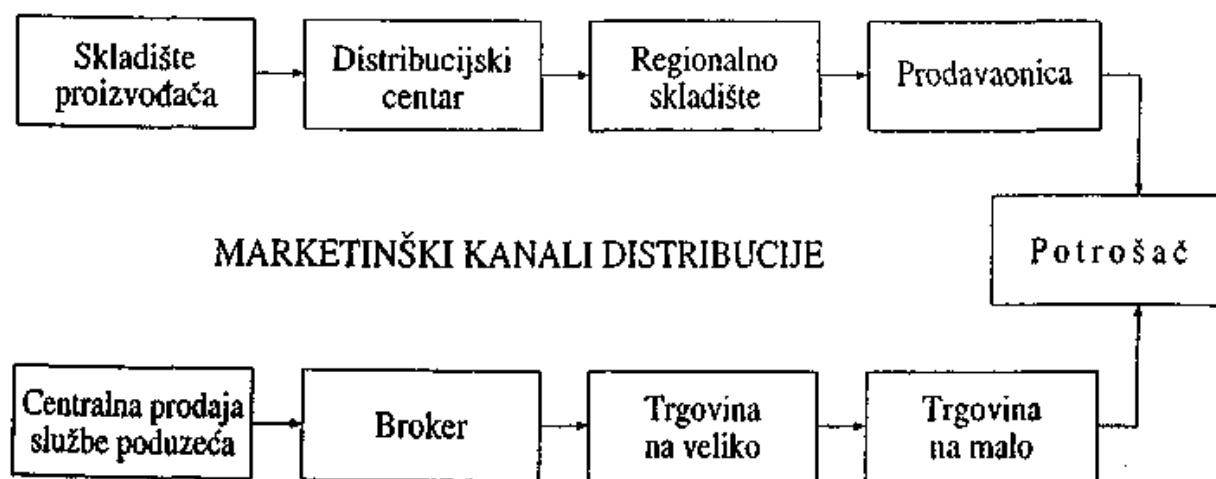 Skladište
proizvođača
Distribucijski
centar
Regionalno
skladište
Prodavaonica
MARKETINŠKI KANALI DISTRIBUCIJE
Potrošač
Centralna prodaja
službe poduzeća
Broker
Trgovina
na veliko
Trgovina
na malo